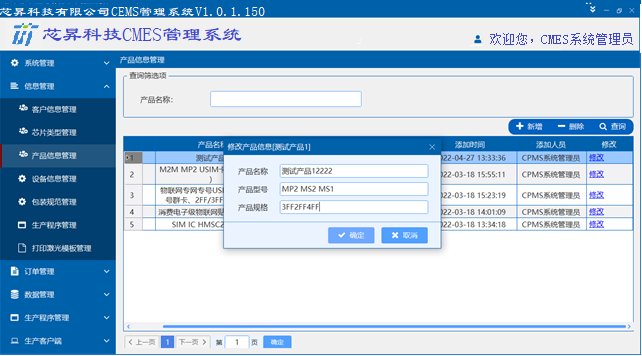 芯昇科技有限公司CEMS管理系统V1.0.1.150
芯昇科技CMES管理系统
欢迎您，CMES系统管理员
系统管理
信息管理
客户信息管理
芯片类型管理
产品信息管理
设备信息管理
包装规范管理
生产程序管理
打印激光模板管理
订单管理
数据管理
生产程序管理
生产客户端
产品信息管理
查询筛选项
产品名称:
新增 删除 查询
产品名 添加时间 添加人员 修改
1 测试产 2022-04-27 13:33:36 CPMS系统管理员 修改
2 M2M MP2 USIM卡 ) 022-03-18 15:55:11 CPMS系统管理员 修改
3 物联网专网专号USI 号群卡、2FF/3FF 022-03-18 15:23:19 CPMS系统管理员 修改
4 消费电子级物联网贴 022-03-18 14:01:09 CPMS系统管理员 修改
5 SIM IC HMSC2 022-03-18 13:34:18 CPMS系统管理员 修改
修改产品信息[测试产品1]
产品名称 测试产品12222
产品型号 MP2 MS2 MS1
产品规格 3FF2FF4FF
确定 取消
上一页 1 下一页 第 1 页 确定